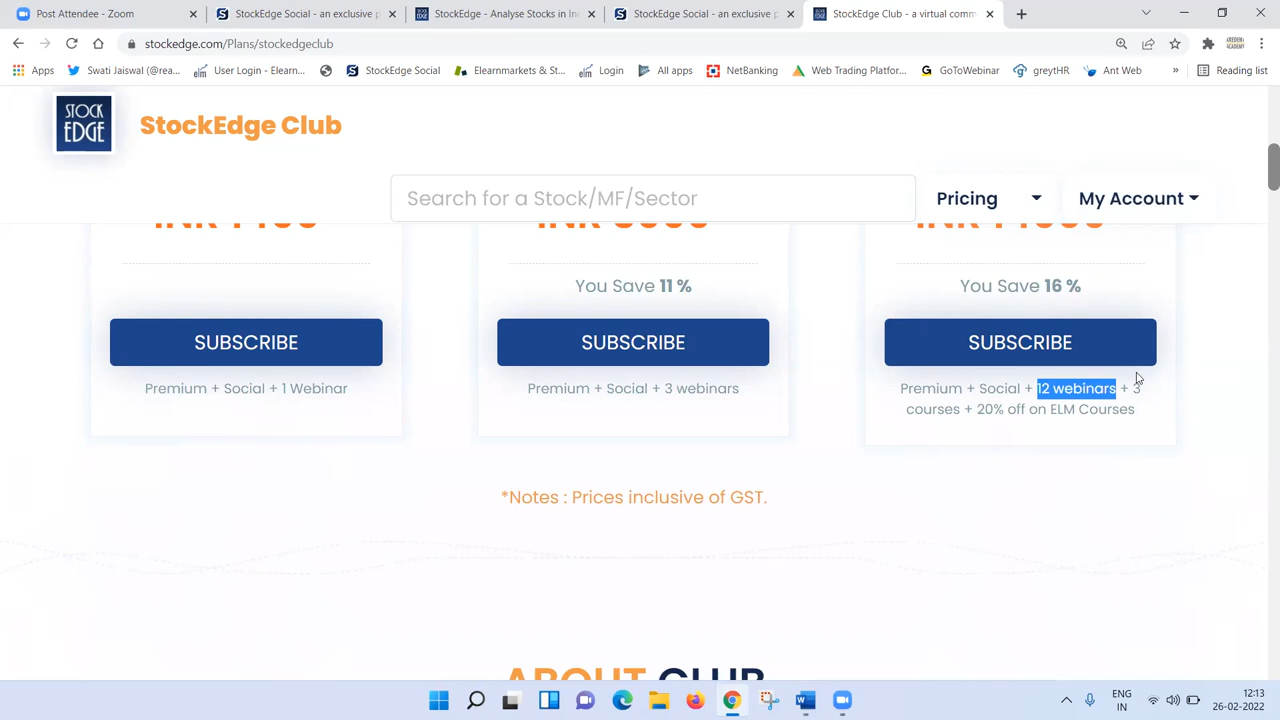 Post Attendee - Zoom
StockEdge Social - an exclusive p
StockEdge - Analyse Stocks in In
StockEdge Social - an exclusive p
StockEdge Club - a virtual comm
stockedge.com/Plans/stockedgeclub
Apps
Swati Jaiswal (@rea...
User Login - Elearn...
StockEdge Social
Elearnmarkets & St...
Login
All apps
NetBanking
Web Trading Platfor...
GoToWebinar
greytHR
Ant Web
»
Reading list
STOCK
EDGE
StockEdge Club
Search for a Stock/MF/Sector
Pricing
My Account
You Save 11 %
You Save 16 %
SUBSCRIBE
SUBSCRIBE
SUBSCRIBE
Premium + Social + 1 Webinar
Premium + Social + 3 webinars
Premium + Social + 12 webinars + 3
courses + 20% off on ELM Courses
*Notes : Prices inclusive of GST.
ABOUT CLUB
ENG
IN
12:13
26-02-2022